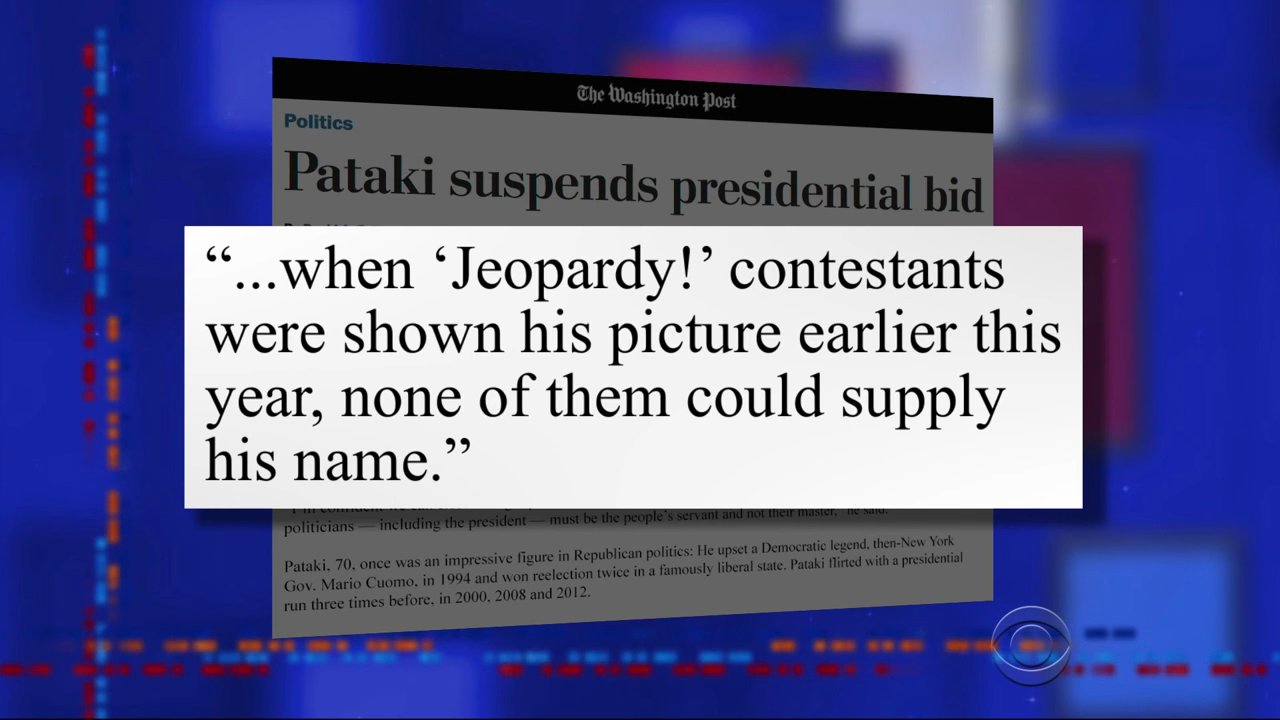 The Washington Post
Politics
Pataki suspends presidential bid
“...when ‘Jeopardy!’ contestants
were shown his picture earlier this
year, none of them could supply
his name.”
politicians — including the president — must be the people's servant and not their master," he said.
Pataki, 70, once was an impressive figure in Republican politics: He upset a Democratic legend, then-New York
Gov. Mario Cuomo, in 1994 and won reelection twice in a famously liberal state. Pataki flirted with a presidential
run three times before, in 2000, 2008 and 2012.